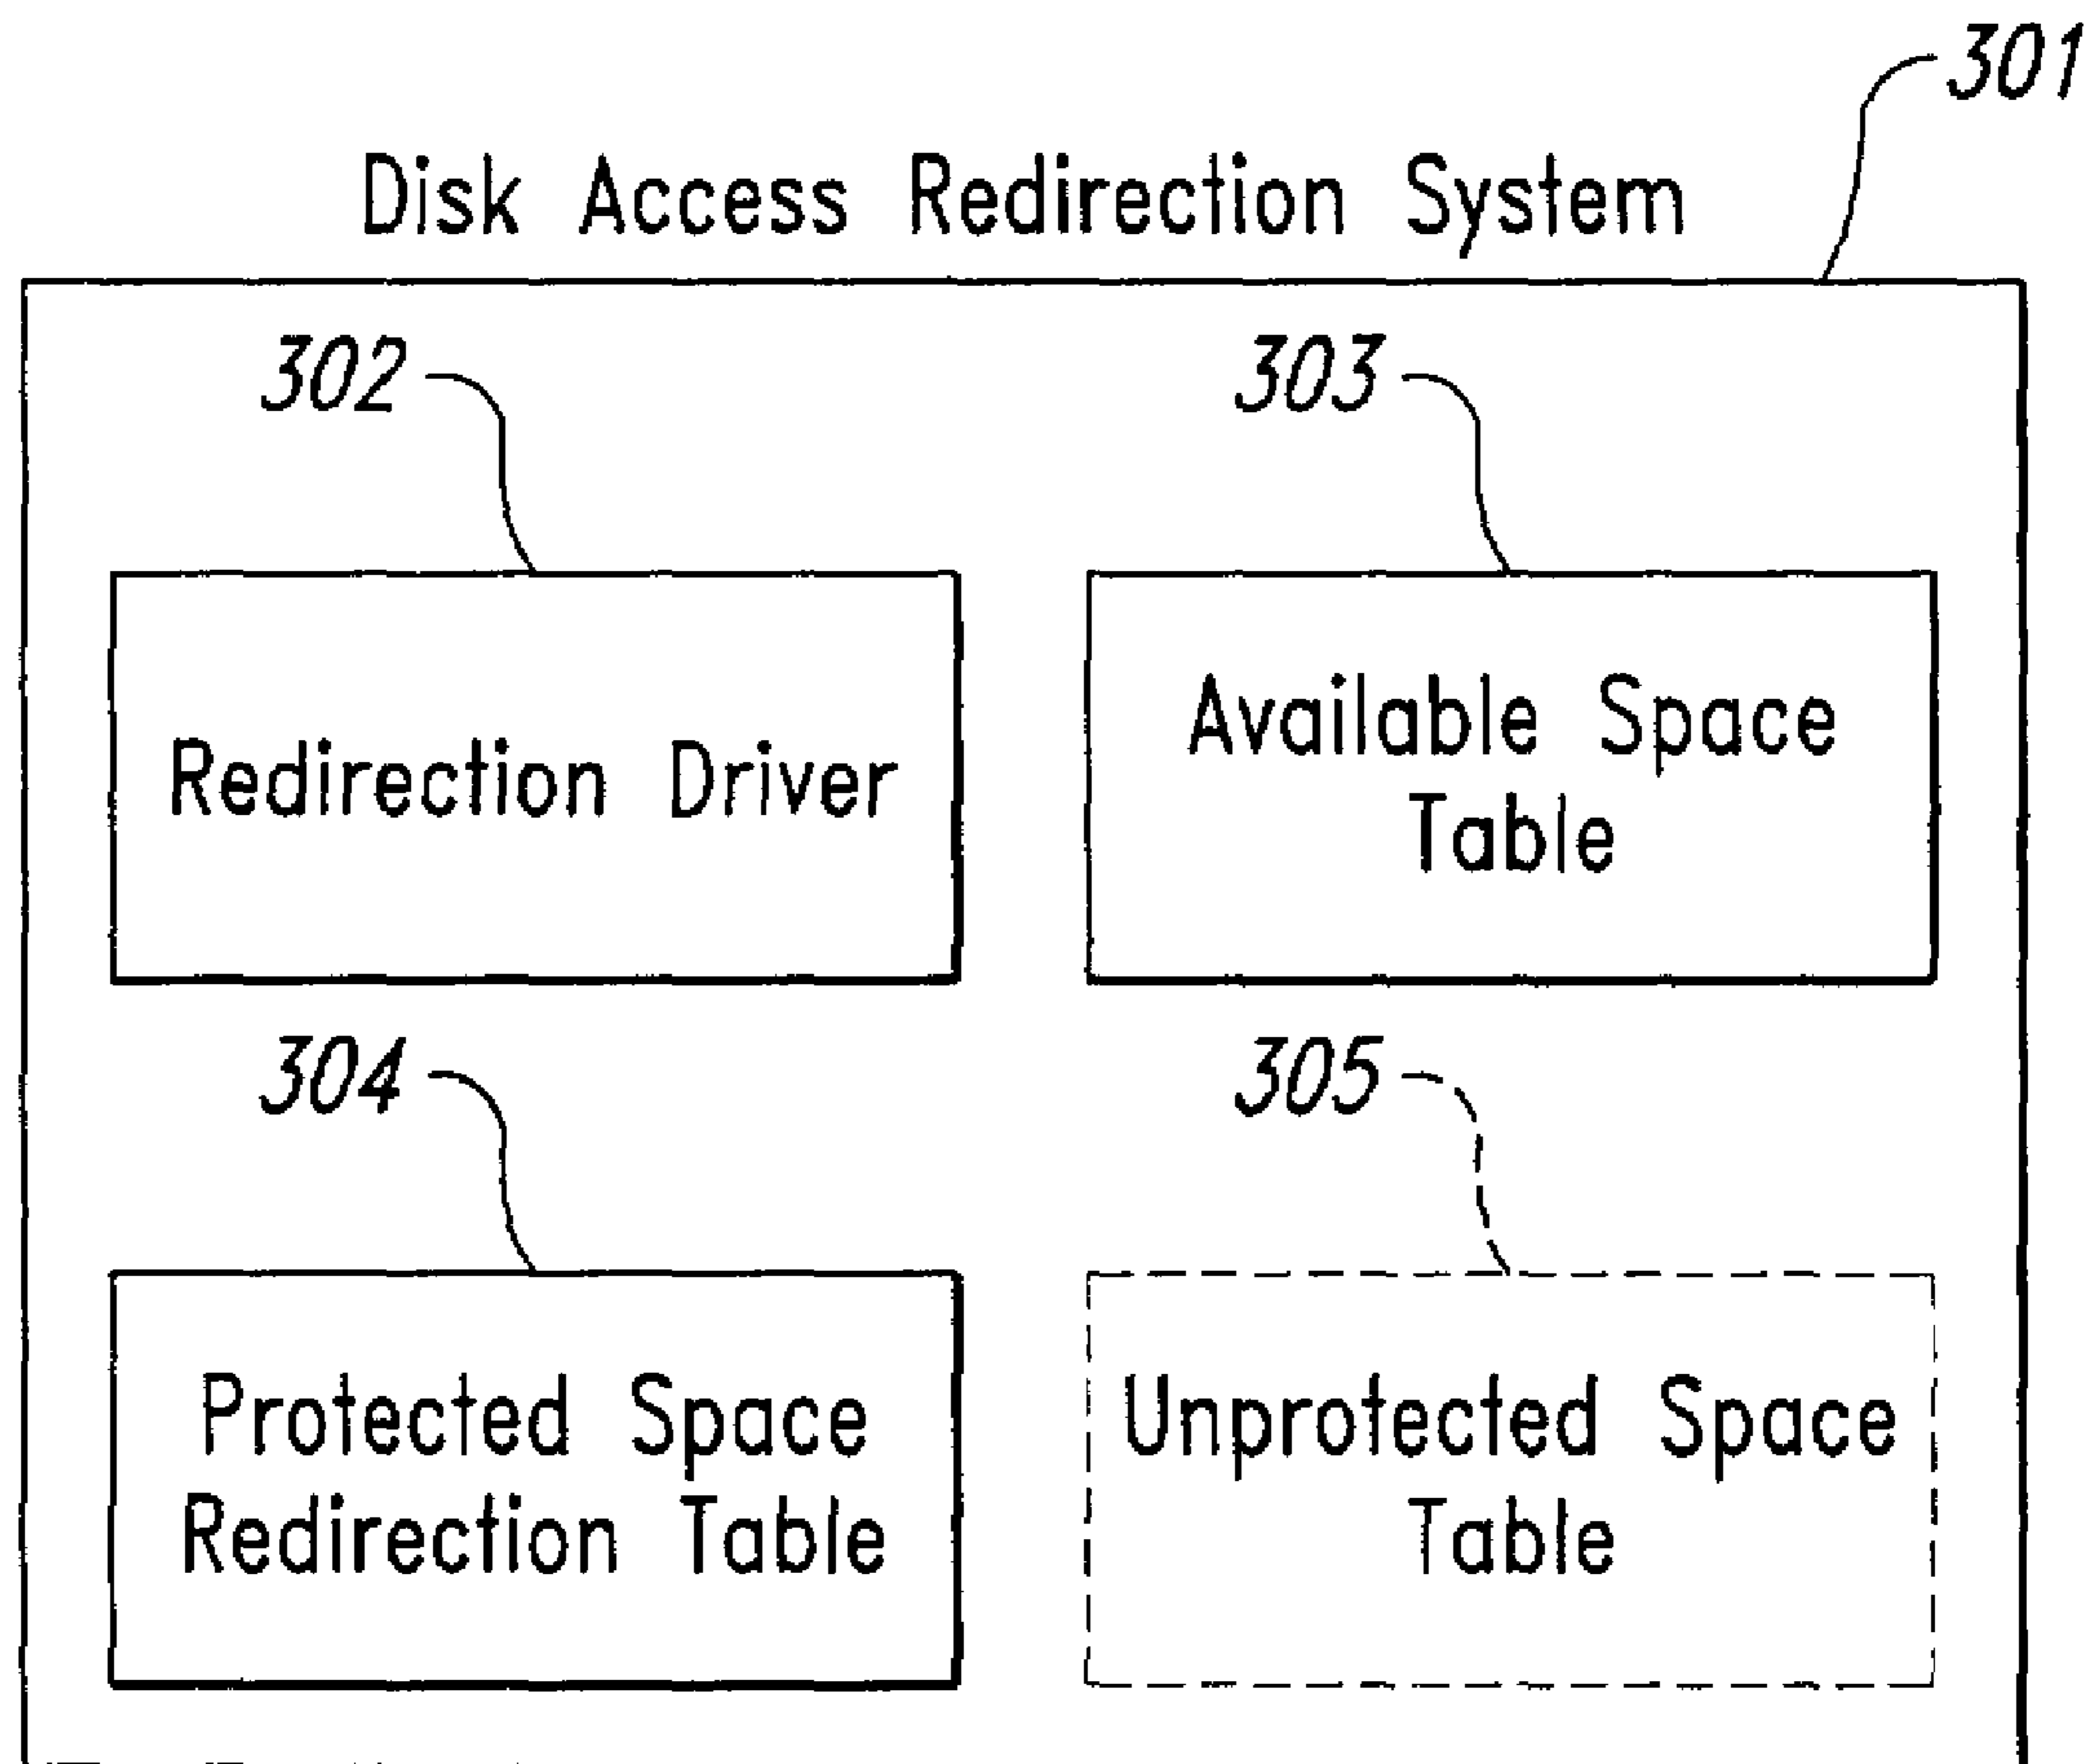 301
Disk Access Redirection System
302
303
Redirection Driver
Available Space
Table
304
305
Protected Space
Redirection Table
Unprotected Space
Table